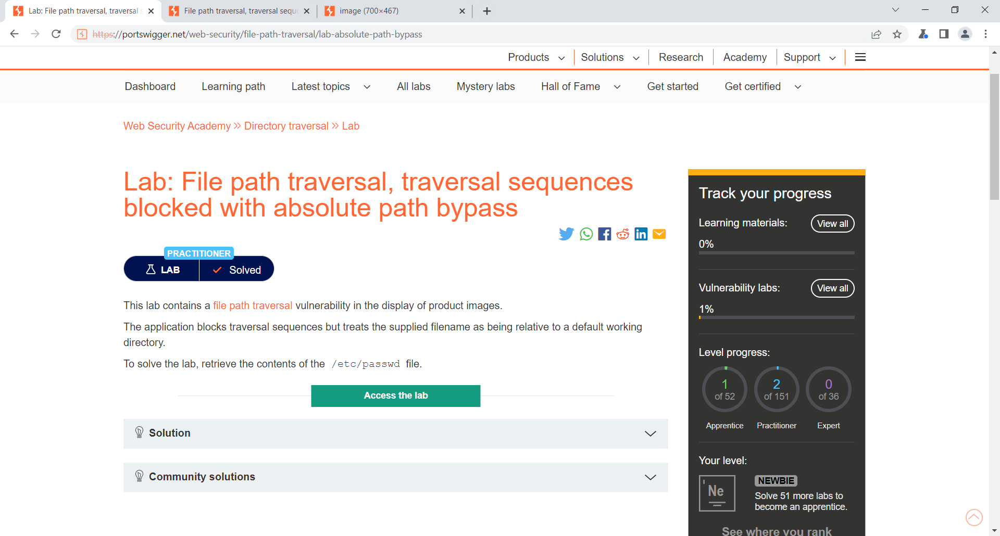 Lab: File path traversal, traversal s
File path traversal, traversal sequ
image (700×467)
https://portswigger.net/web-security/file-path-traversal/lab-absolute-path-bypass
Products
Solutions
Research
Academy
Support
Dashboard
Learning path
Latest topics
All labs
Mystery labs
Hall of Fame
Get started
Get certified
Web Security Academy » Directory traversal » Lab
Lab: File path traversal, traversal sequences
blocked with absolute path bypass
PRACTITIONER
LAB
Solved
This lab contains a file path traversal vulnerability in the display of product images.
The application blocks traversal sequences but treats the supplied filename as being relative to a default working
directory.
To solve the lab, retrieve the contents of the /etc/passwd file.
Access the lab
Solution
Community solutions
Track your progress
Learning materials:
View all
0%
Vulnerability labs:
View all
1%
Level progress:
1
of 52
2
of 151
0
of 36
Apprentice
Practitioner
Expert
Your level:
Ne
NEWBIE
Solve 51 more labs to
become an apprentice.
See where you rank